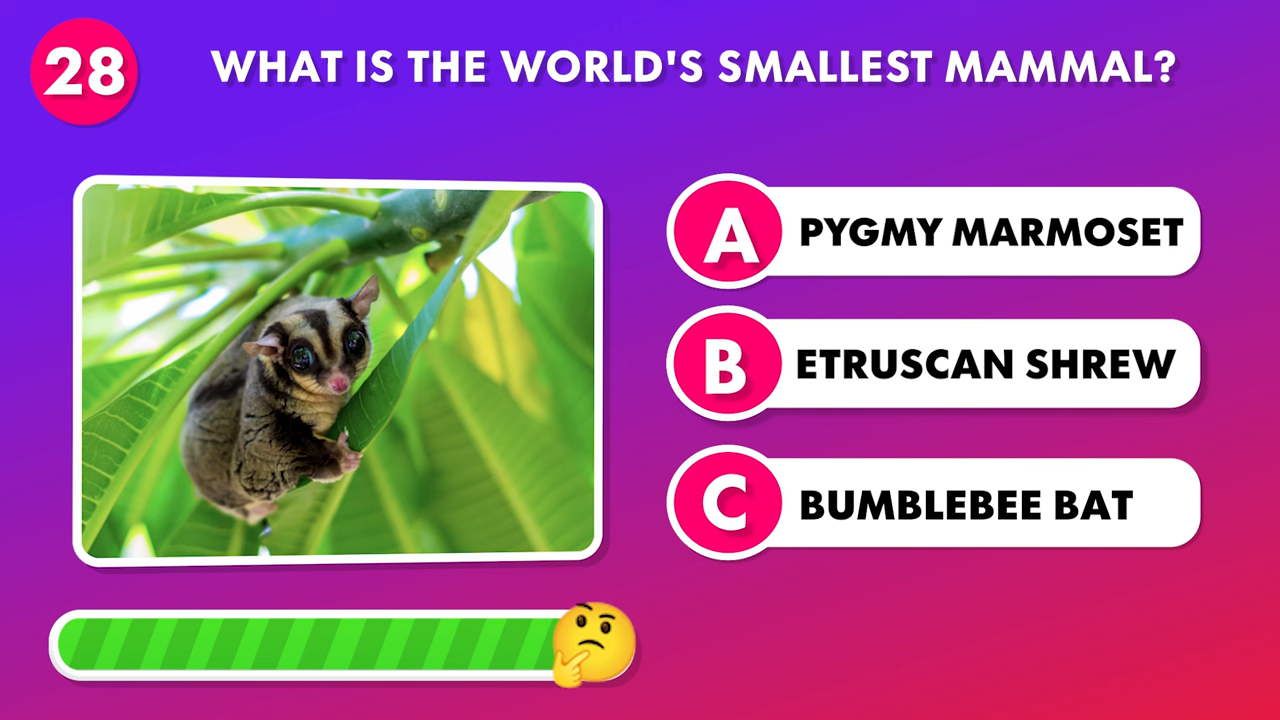 28
WHAT IS THE WORLD'S SMALLEST MAMMAL?
A PYGMY MARMOSET
B ETRUSCAN SHREW
C BUMBLEBEE BAT